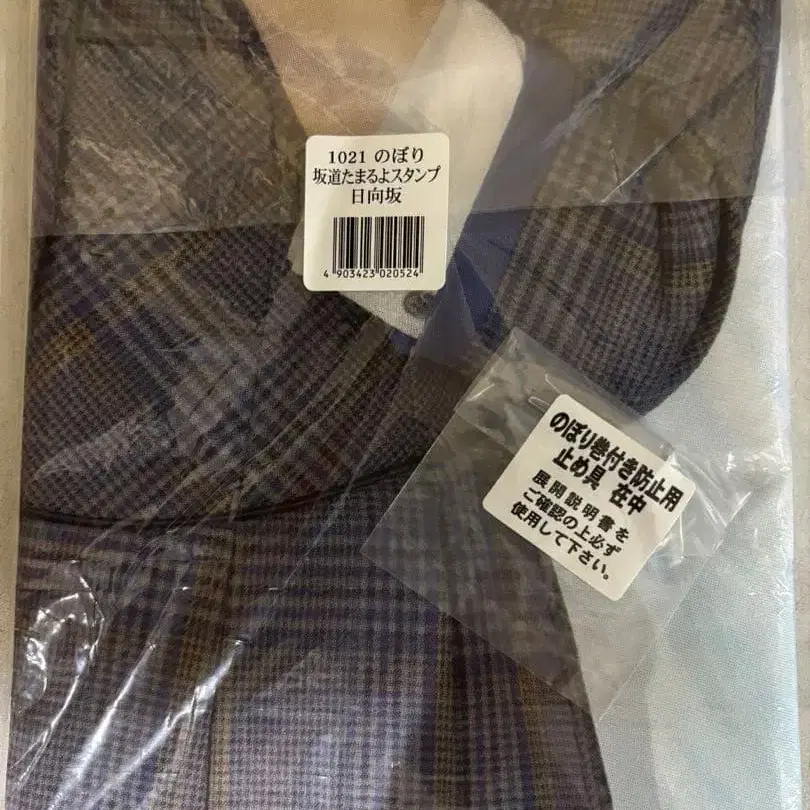 1021 のぼり
坂道たまるよスタンプ
日向坂
4 903423 020524
のぼり巻付き防止用
止め具 在中
展開説明書を
ご確認の上必ず
使用して下さい。